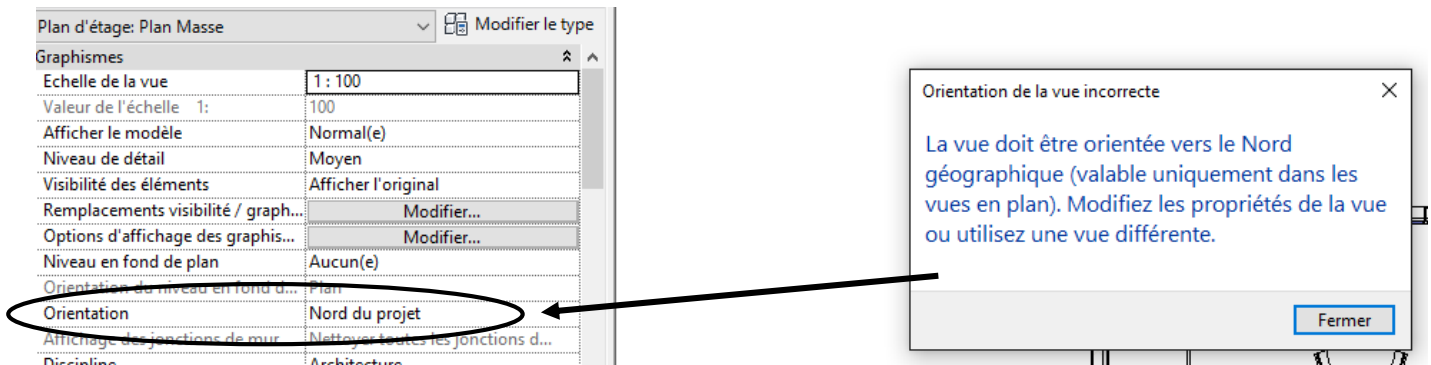 Plan d'étage: Plan Masse
Modifier le type
Graphismes
Echelle de la vue 1 : 100
Valeur de l'échelle 1: 100
Afficher le modèle Normal(e)
Niveau de détail Moyen
Visibilité des éléments Afficher l'original
Remplacements visibilité / graph... Modifier...
Options d'affichage des graphis... Modifier...
Niveau en fond de plan Aucun(e)
Orientation du niveau en fond d... Plan
Orientation Nord du projet
Affichage des jonctions de mur Nettoyer toutes les jonctions d...
Discipline Architecture
Orientation de la vue incorrecte
La vue doit être orientée vers le Nord
géographique (valable uniquement dans les
vues en plan). Modifiez les propriétés de la vue
ou utilisez une vue différente.
Fermer